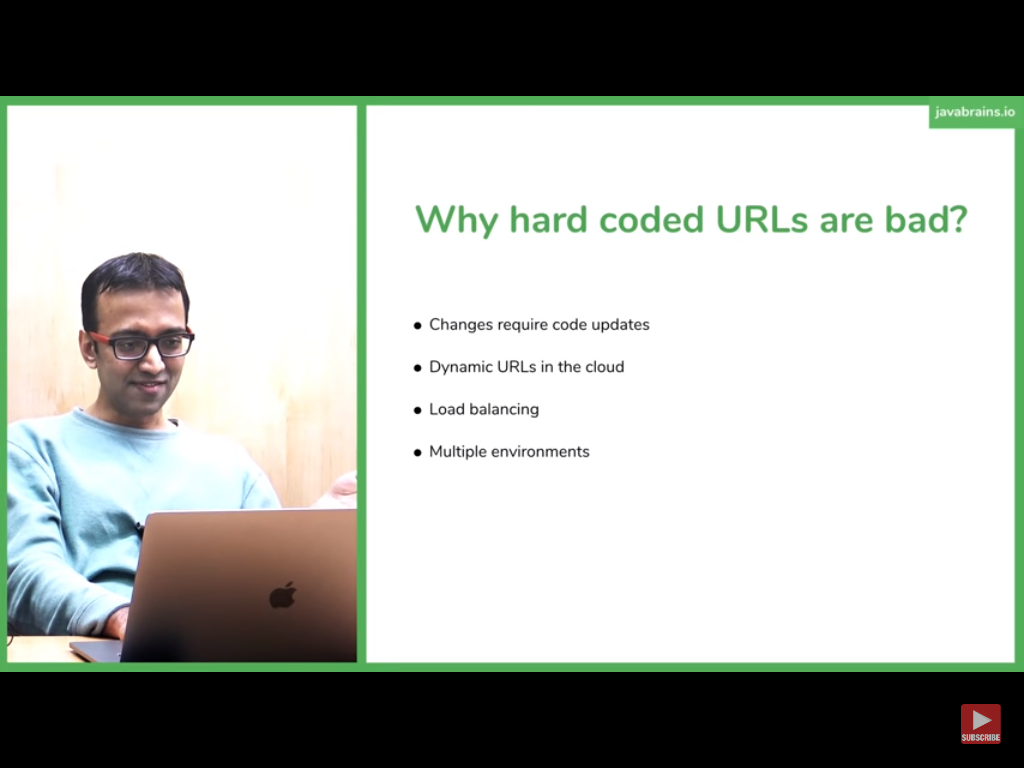 javabrains.io
Why hard coded URLs are bad?
● Changes require code updates
● Dynamic URLs in the cloud
● Load balancing
● Multiple environments
SUBSCRIBE